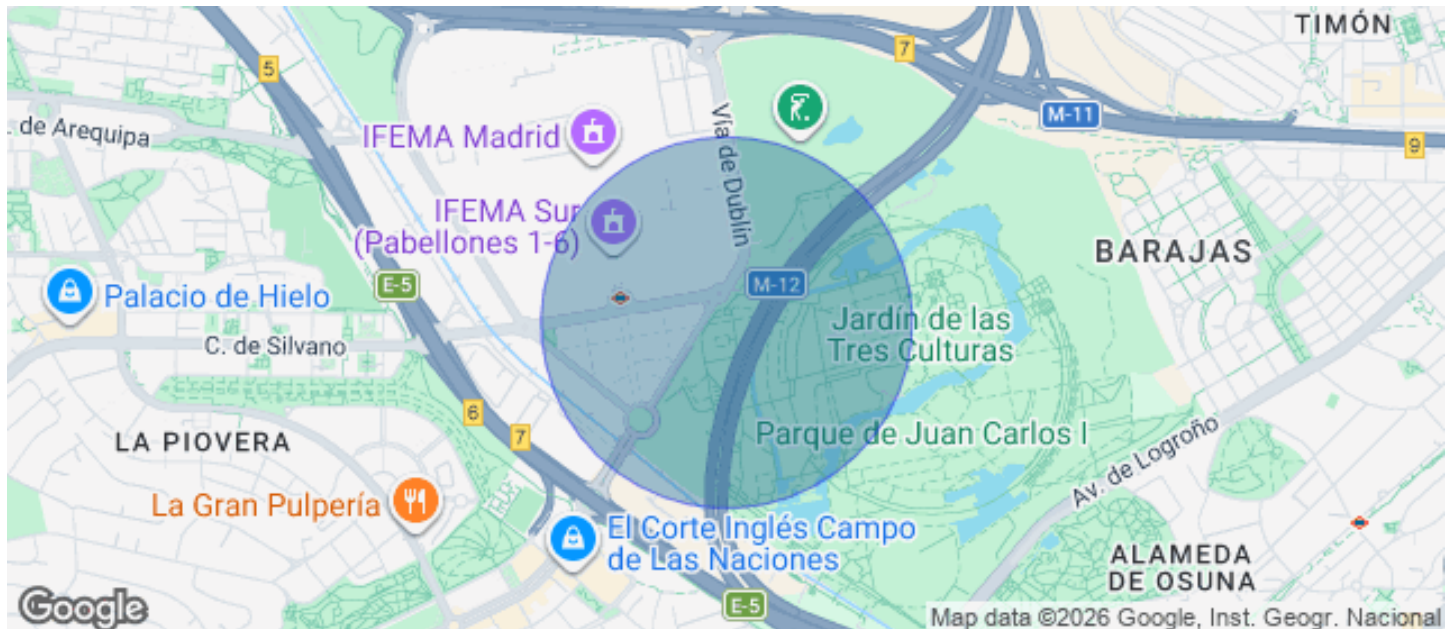 TIMÓN
5
7
M-11
9
. de Arequipa
IFEMA Madrid
Vía de Dublín
IFEMA Sur
(Pabellones 1-6)
BARAJAS
E-5
M-12
Palacio de Hielo
C. de Silvano
Jardín de las
Tres Culturas
6
7
LA PIOVERA
Parque de Juan Carlos I
Av. de Logroño
La Gran Pulpería
El Corte Inglés Campo
de Las Naciones
ALAMEDA
DE OSUNA
E-5
Google
Map data ©2026 Google, Inst. Geogr. Nacional